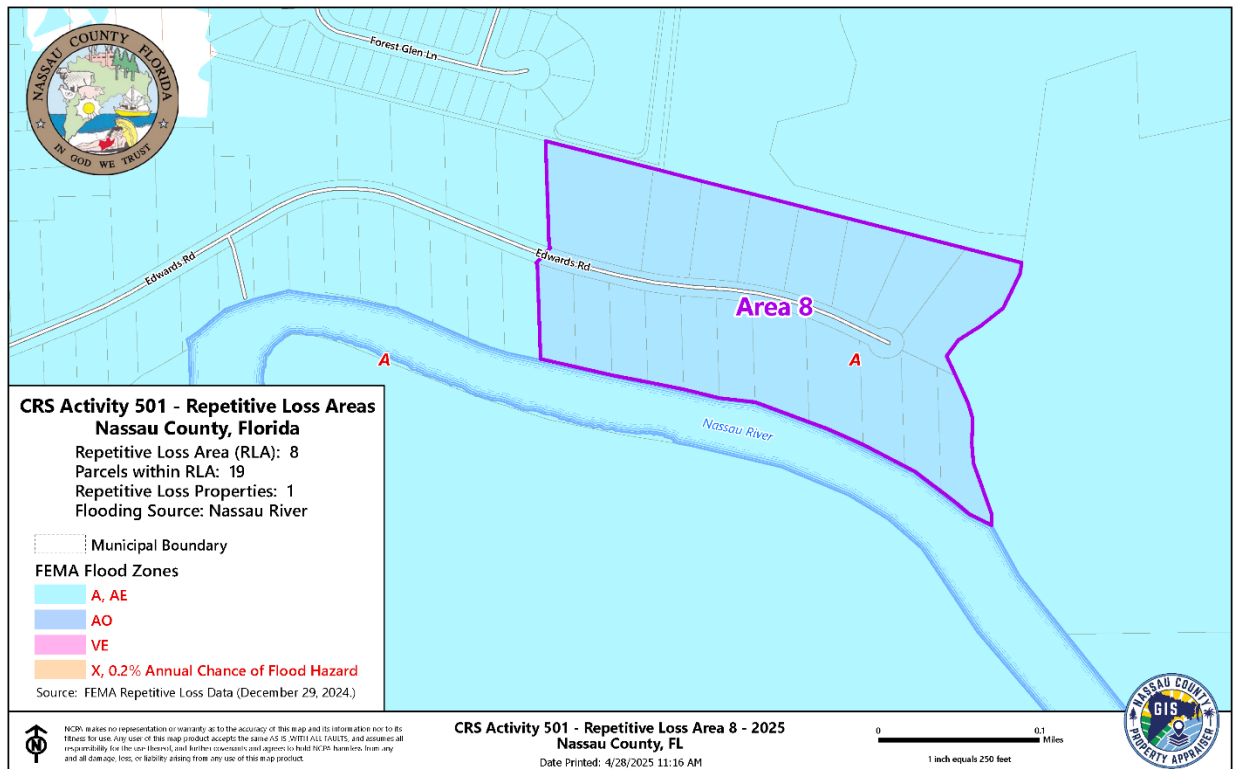 NASSAU COUNTY FLORIDA
IN GOD WE TRUST
Forest Glen Ln
Edwards Rd
Edwards Rd
Area 8
A
A
Nassau River
CRS Activity 501 - Repetitive Loss Areas
Nassau County, Florida
Repetitive Loss Area (RLA): 8
Parcels within RLA: 19
Repetitive Loss Properties: 1
Flooding Source: Nassau River
Municipal Boundary
FEMA Flood Zones
A, AE
AO
VE
X, 0.2% Annual Chance of Flood Hazard
Source: FEMA Repetitive Loss Data (December 29, 2024.)
N
NCPA makes no representation or warranty as to the accuracy of this map and its information nor to its
fitness for use. Any user of this map product accepts the same AS IS, WITH ALL FAULTS, and assumes all
responsibility for the use thereof, and further covenants and agrees to hold NCPA harmless from any
and all damage, loss, or liability arising from any use of this map product.
CRS Activity 501 - Repetitive Loss Area 8 - 2025
Nassau County, FL
Date Printed: 4/28/2025 11:16 AM
0 0.1
Miles
1 inch equals 250 feet
NASSAU COUNTY
GIS
PROPERTY APPRAISER